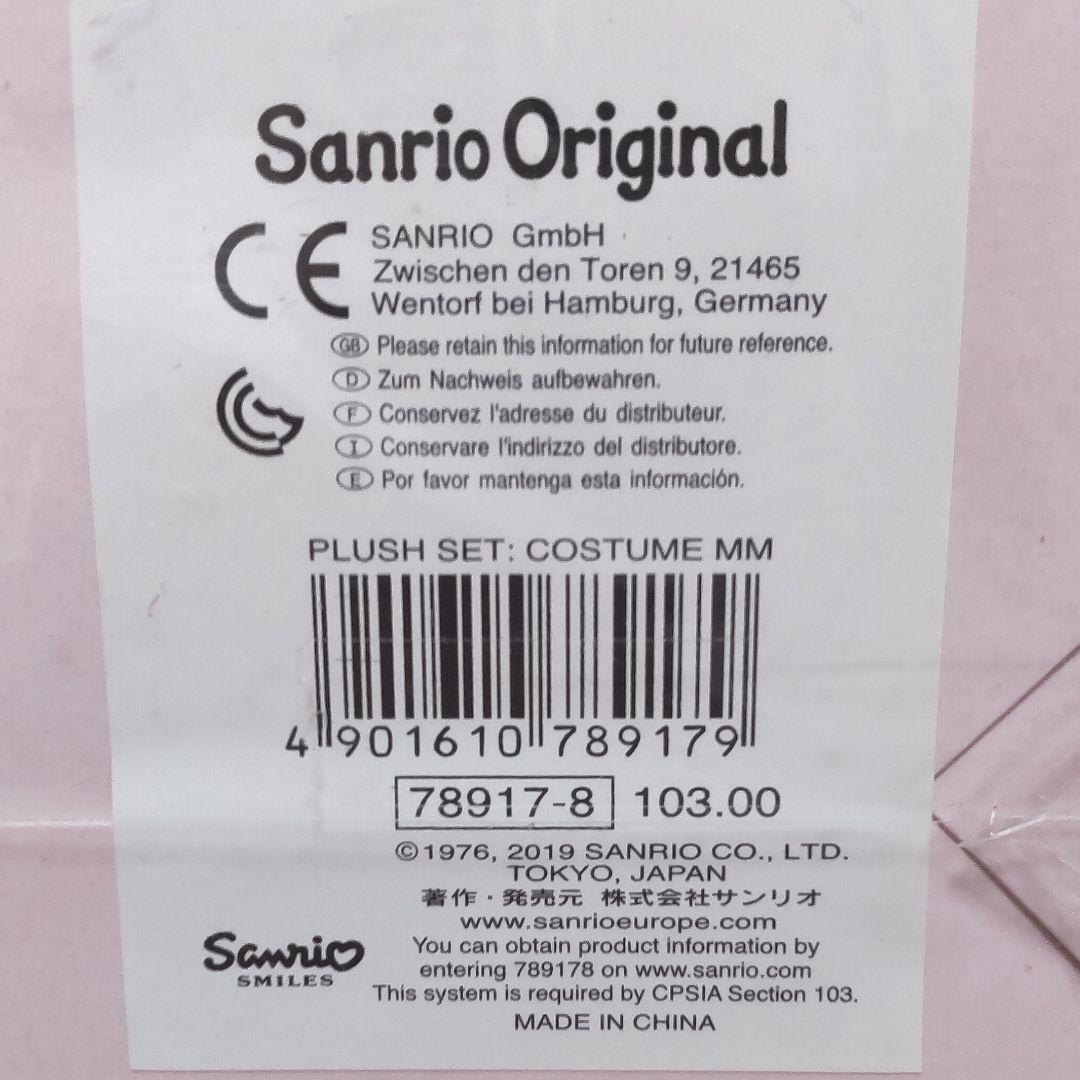 Sanrio Original
CE
SANRIO GmbH
Zwischen den Toren 9, 21465
Wentorf bei Hamburg, Germany
GB Please retain this information for future reference.
D Zum Nachweis aufbewahren.
F Conservez l'adresse du distributeur.
I Conservare l'indirizzo del distributore.
E Por favor mantenga esta información.
PLUSH SET: COSTUME MM
4 901610 789179
78917-8 103.00
©1976, 2019 SANRIO CO., LTD.
TOKYO, JAPAN
著作・発売元 株式会社サンリオ
www.sanrioeurope.com
You can obtain product information by
entering 789178 on www.sanrio.com
This system is required by CPSIA Section 103.
MADE IN CHINA
Sanrio
SMILES